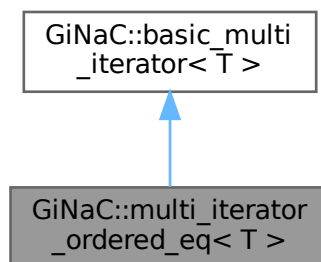 GiNaC::basic_multi
_iterator< T >
GiNaC::multi_iterator
_ordered_eq< T >